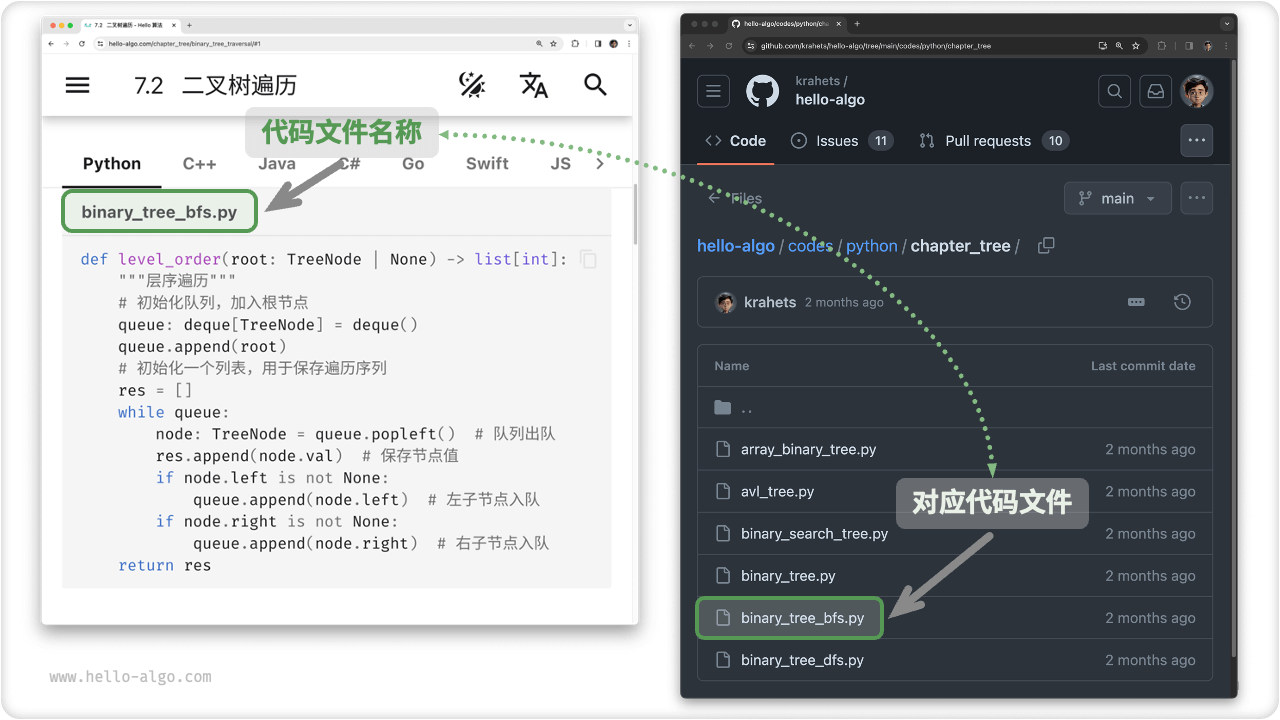 7.2 二叉树遍历 - Hello 算法
hello-algo.com/chapter_tree/binary_tree_traversal/#1
7.2 二叉树遍历
代码文件名称
Python C++ Java C# Go Swift JS
binary_tree_bfs.py
def level_order(root: TreeNode | None) -> list[int]:
"""层序遍历"""
# 初始化队列，加入根节点
queue: deque[TreeNode] = deque()
queue.append(root)
# 初始化一个列表，用于保存遍历序列
res = []
while queue:
node: TreeNode = queue.popleft()  # 队列出队
res.append(node.val)  # 保存节点值
if node.left is not None:
queue.append(node.left)  # 左子节点入队
if node.right is not None:
queue.append(node.right)  # 右子节点入队
return res
www.hello-algo.com
hello-algo/codes/python/cha
github.com/krahets/hello-algo/tree/main/codes/python/chapter_tree
krahets /
hello-algo
Code Issues 11 Pull requests 10
Files main
hello-algo / codes / python / chapter_tree /
krahets 2 months ago
Name Last commit date
..
array_binary_tree.py 2 months ago
avl_tree.py 2 months ago
对应代码文件
binary_search_tree.py 2 months ago
binary_tree.py 2 months ago
binary_tree_bfs.py 2 months ago
binary_tree_dfs.py 2 months ago